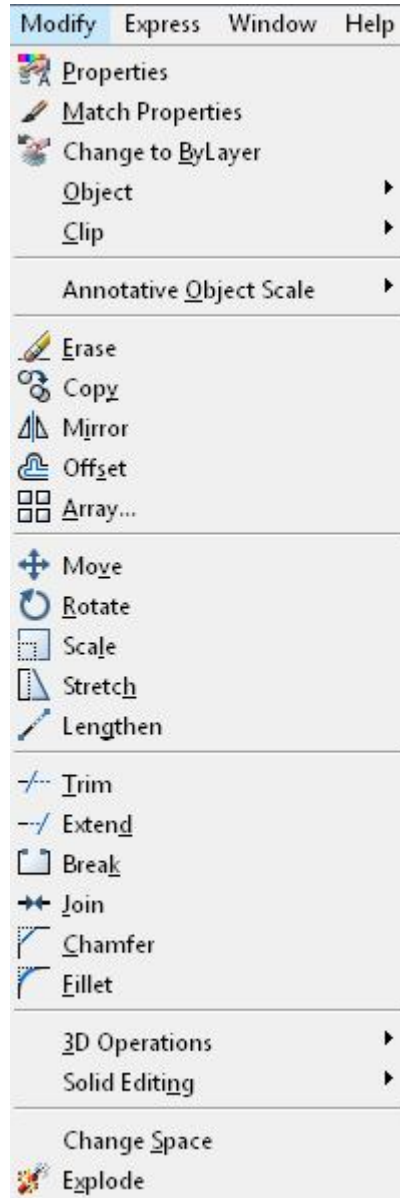 Modify Express Window Help
Properties
Match Properties
Change to ByLayer
Object
Clip
Annotative Object Scale
Erase
Copy
Mirror
Offset
Array...
Move
Rotate
Scale
Stretch
Lengthen
Trim
Extend
Break
Join
Chamfer
Fillet
3D Operations
Solid Editing
Change Space
Explode